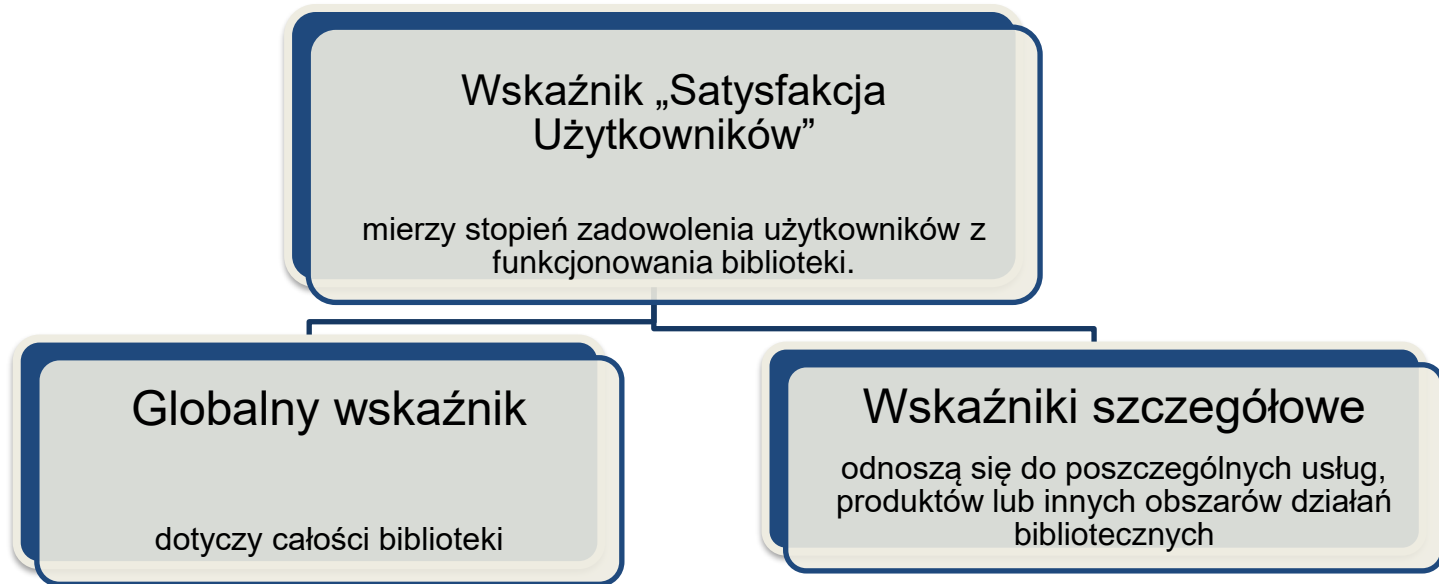 Wskaźnik „Satysfakcja
Użytkowników”
mierzy stopień zadowolenia użytkowników z
funkcjonowania biblioteki.
Globalny wskaźnik
dotyczy całości biblioteki
Wskaźniki szczegółowe
odnoszą się do poszczególnych usług,
produktów lub innych obszarów działań
bibliotecznych